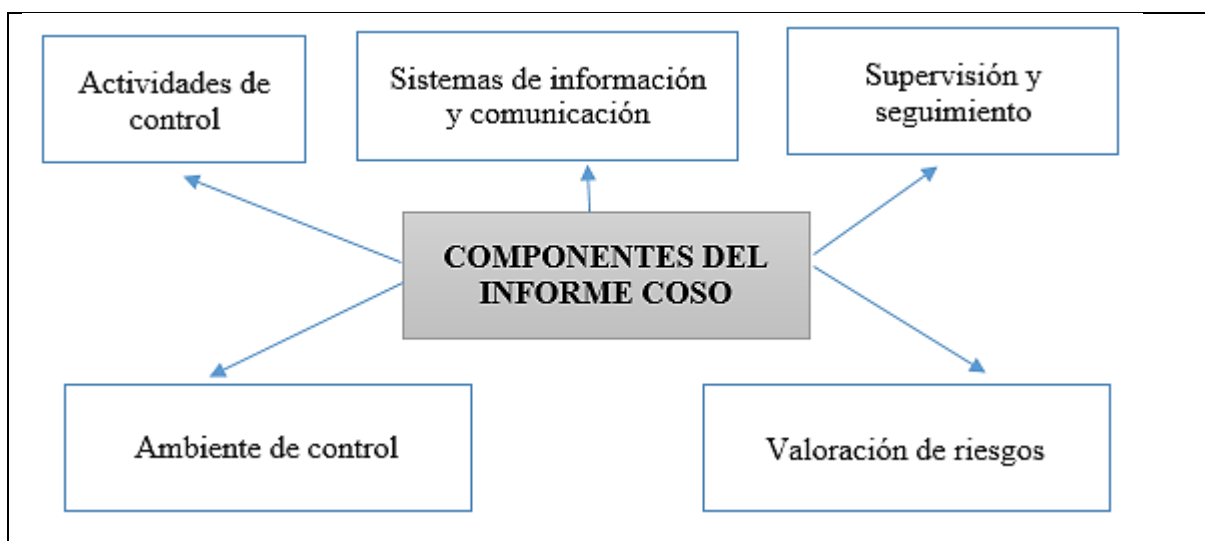 Actividades de
control
Sistemas de información
y comunicación
Supervisión y
seguimiento
COMPONENTES DEL
INFORME COSO
Ambiente de control
Valoración de riesgos